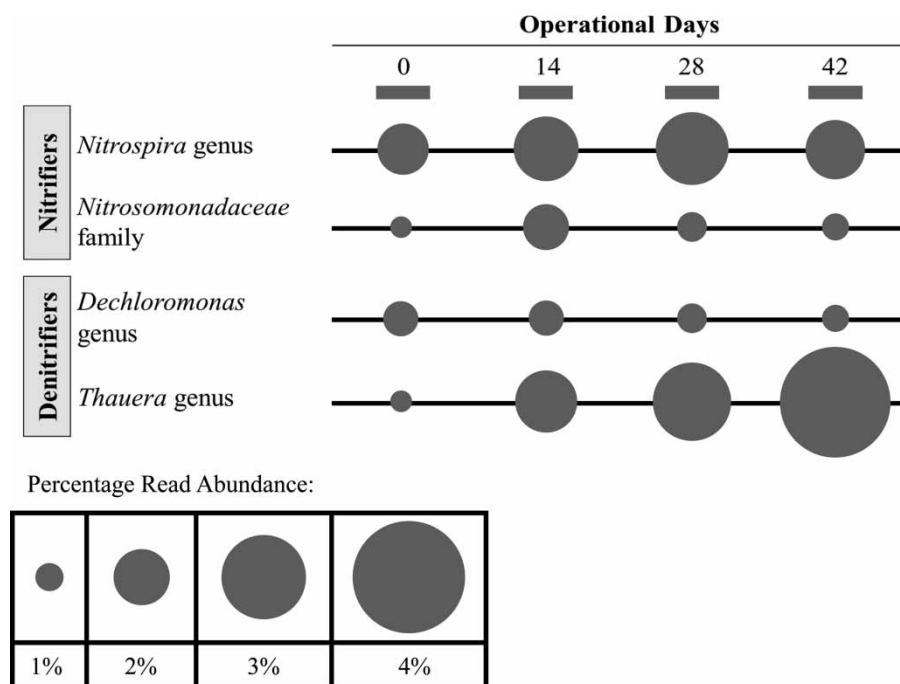 Operational Days
0 14 28 42
Nitrifiers
Nitrospira genus
Nitrosomonadaceae
family
Denitrifiers
Dechloromonas
genus
Thauera genus
Percentage Read Abundance:
1% 2% 3% 4%